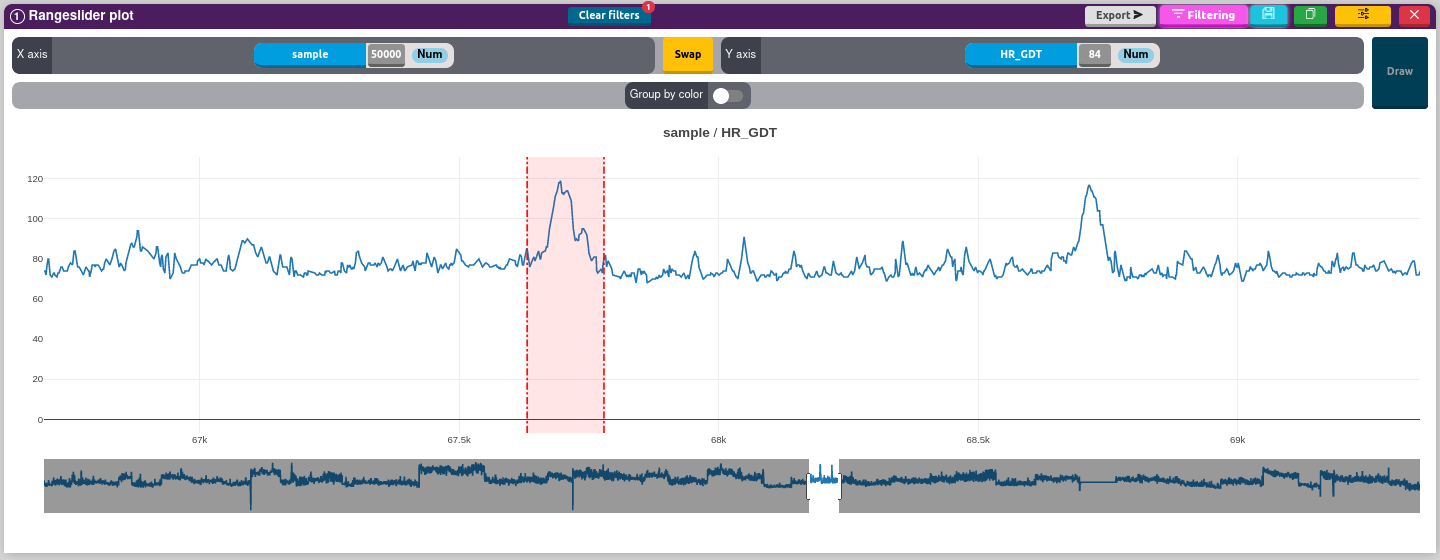 1 Rangeslider plot
Clear filters 1
Export Filtering
X axis sample 50000 Num Swap Y axis HR_GDT 84 Num Draw
Group by color
sample / HR_GDT
120
100
80
60
40
20
0
67k 67.5k 68k 68.5k 69k